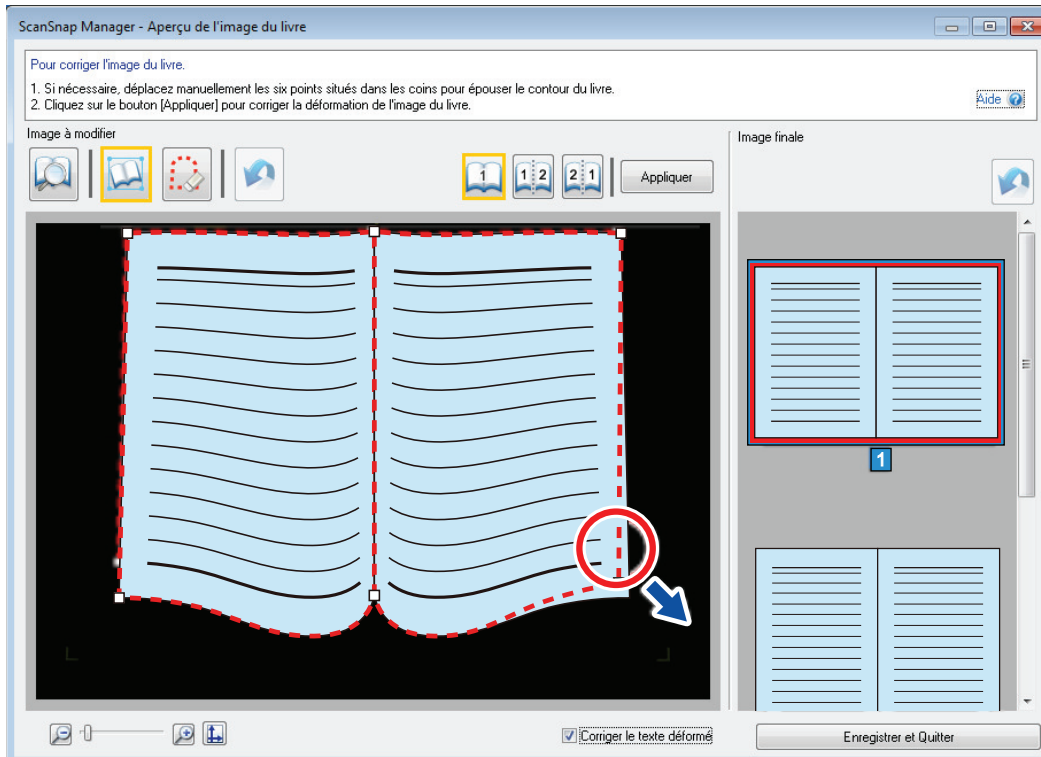 ScanSnap Manager - Aperçu de l'image du livre
Pour corriger l'image du livre.
1. Si nécessaire, déplacez manuellement les six points situés dans les coins pour épouser le contour du livre.
2. Cliquez sur le bouton [Appliquer] pour corriger la déformation de l'image du livre.
Aide
Image à modifier
Image finale
1
1 2
2 1
Appliquer
1
Corriger le texte déformé
Enregistrer et Quitter